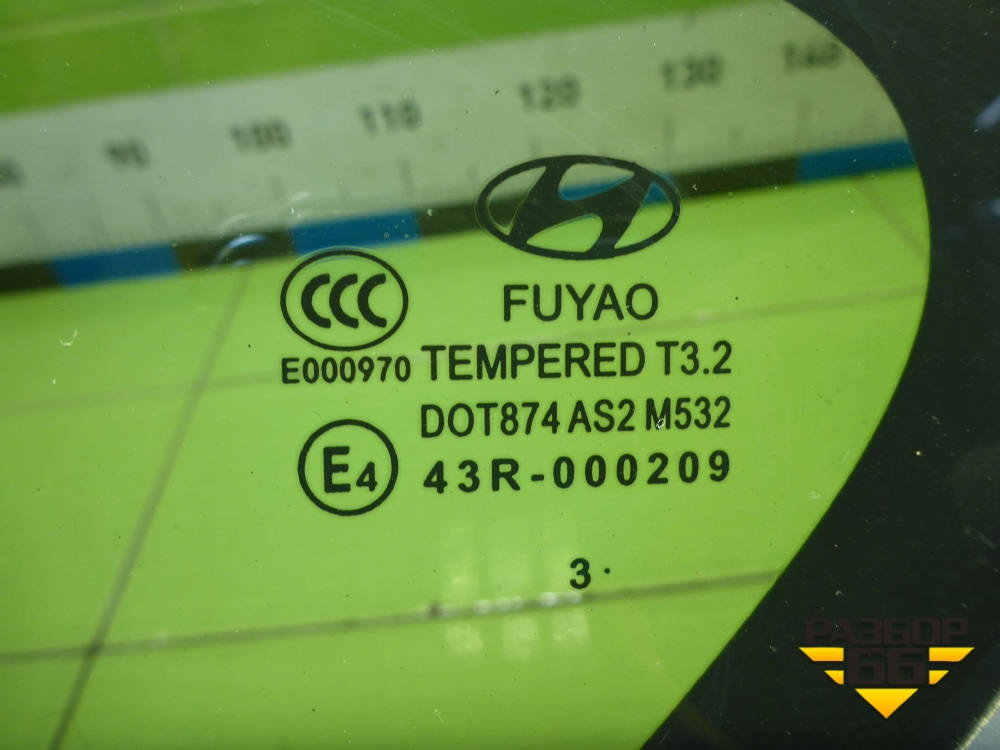 90 100 110 120 130 140
CCC
FUYAO
E000970 TEMPERED T3.2
DOT874 AS2 M532
E4 43R-000209
3 ·
РАЗБОР
66